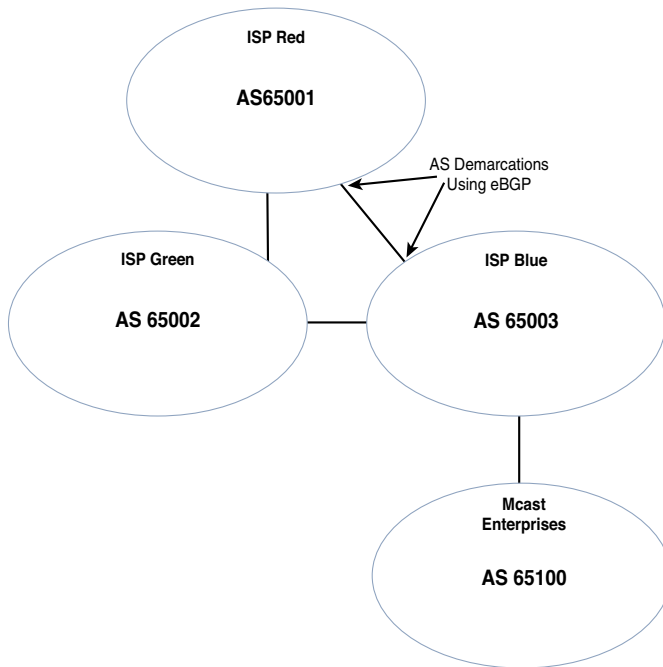 ISP Red
AS65001
AS Demarcations
Using eBGP
ISP Green
AS 65002
ISP Blue
AS 65003
Mcast
Enterprises
AS 65100